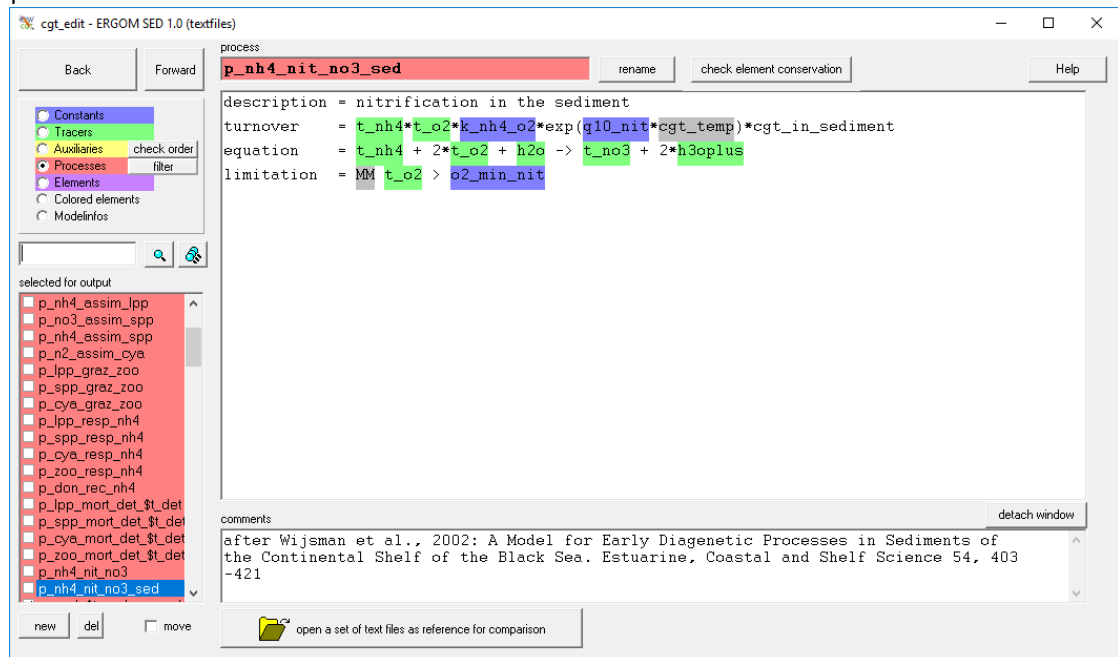 cgt_edit - ERGOM SED 1.0 (textfiles)
Back
Forward
process
p_nh4_nit_no3_sed
rename
check element conservation
Help
Constants
Tracers
Auxiliaries
check order
Processes
filter
Elements
Colored elements
Modelinfos
description = nitrification in the sediment
turnover = t_nh4*t_o2*k_nh4_o2*exp(q10_nit*cgt_temp)*cgt_in_sediment
equation = t_nh4 + 2*t_o2 + h2o -> t_no3 + 2*h3oplus
limitation = MM t_o2 > o2_min_nit
selected for output
p_nh4_assim_lpp
p_no3_assim_spp
p_nh4_assim_spp
p_n2_assim_cya
p_lpp_graz_zoo
p_spp_graz_zoo
p_cya_graz_zoo
p_lpp_resp_nh4
p_spp_resp_nh4
p_cya_resp_nh4
p_zoo_resp_nh4
p_don_rec_nh4
p_lpp_mort_det_$t_det
p_spp_mort_det_$t_det
p_cya_mort_det_$t_det
p_zoo_mort_det_$t_det
p_nh4_nit_no3
p_nh4_nit_no3_sed
detach window
comments
after Wijsman et al., 2002: A Model for Early Diagenetic Processes in Sediments of
the Continental Shelf of the Black Sea. Estuarine, Coastal and Shelf Science 54, 403
-421
new
del
move
open a set of text files as reference for comparison